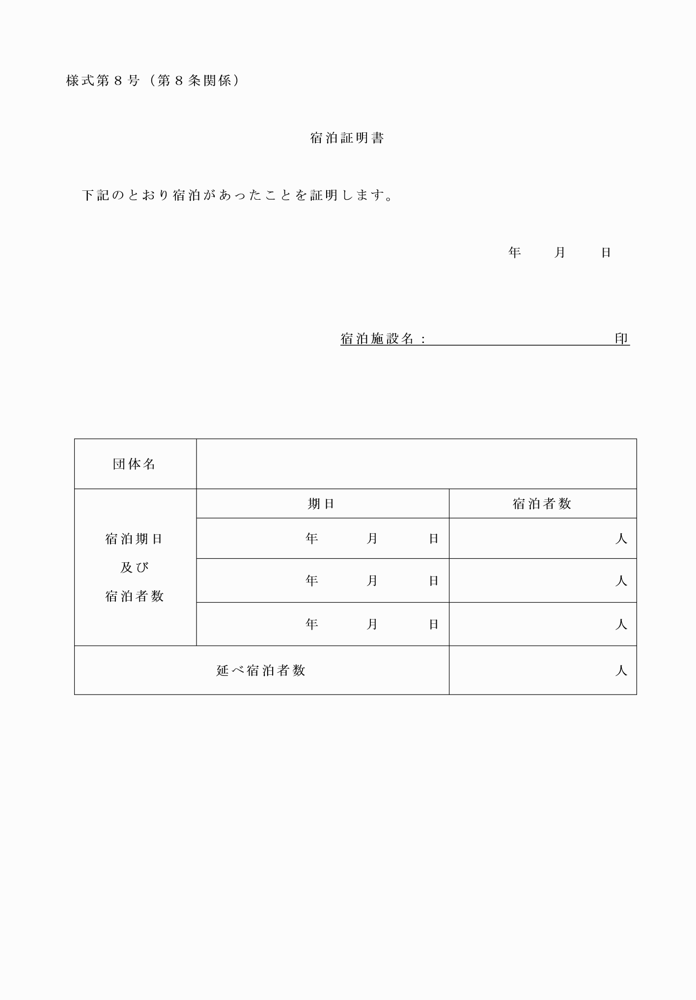 様式第８号（第８条関係）
宿泊証明書
下記のとおり宿泊があったことを証明します。
年　　月　　日
宿泊施設名：　　　　　　　　　　　　印
団体名
期日　宿泊者数
宿泊期日
及び
宿泊者数
年　　　月　　　日　人
年　　　月　　　日　人
年　　　月　　　日　人
延べ宿泊者数　人